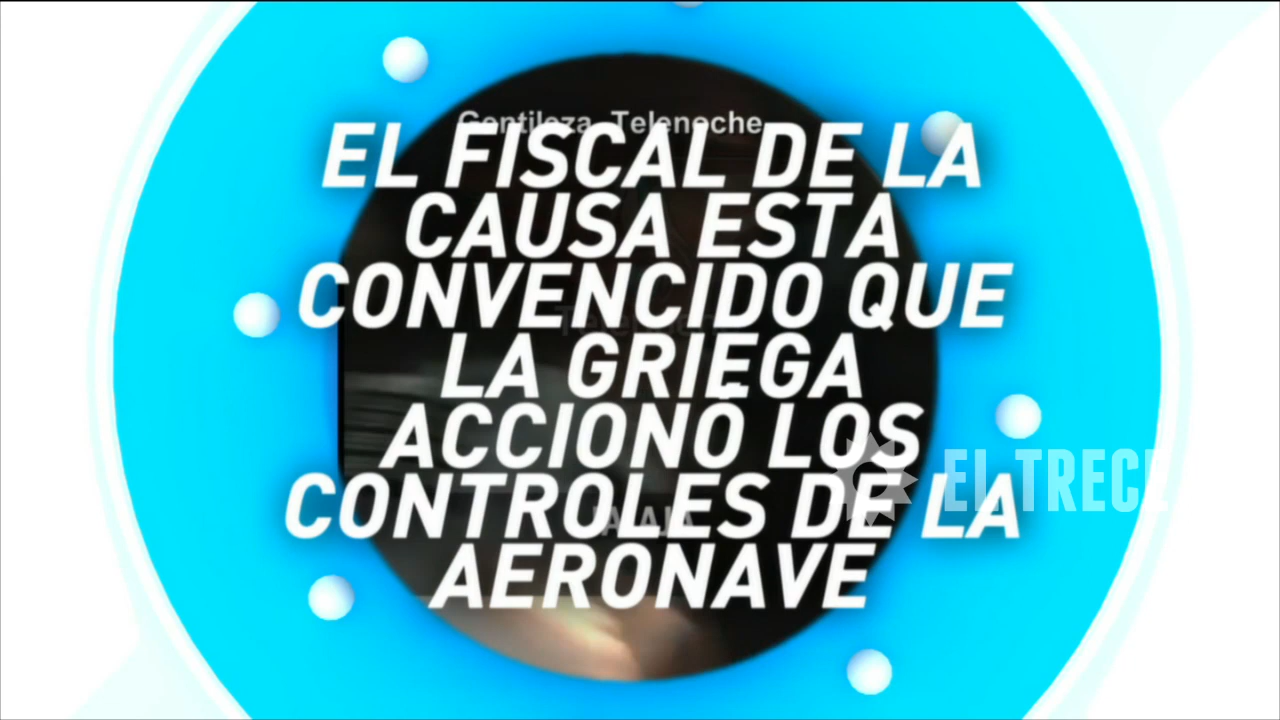 Gentileza Telenoche
EL FISCAL DE LA
CAUSA ESTA
CONVENCIDO QUE
LA GRIEGA
ACCIONÓ LOS
CONTROLES DE LA
AERONAVE
EL TRECE